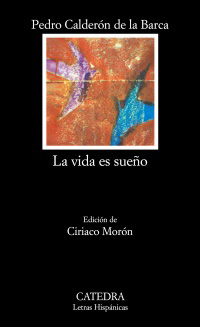 Pedro Calderón de la Barca
La vida es sueño
Edición de
Ciriaco Morón
CATEDRA
Letras Hispánicas